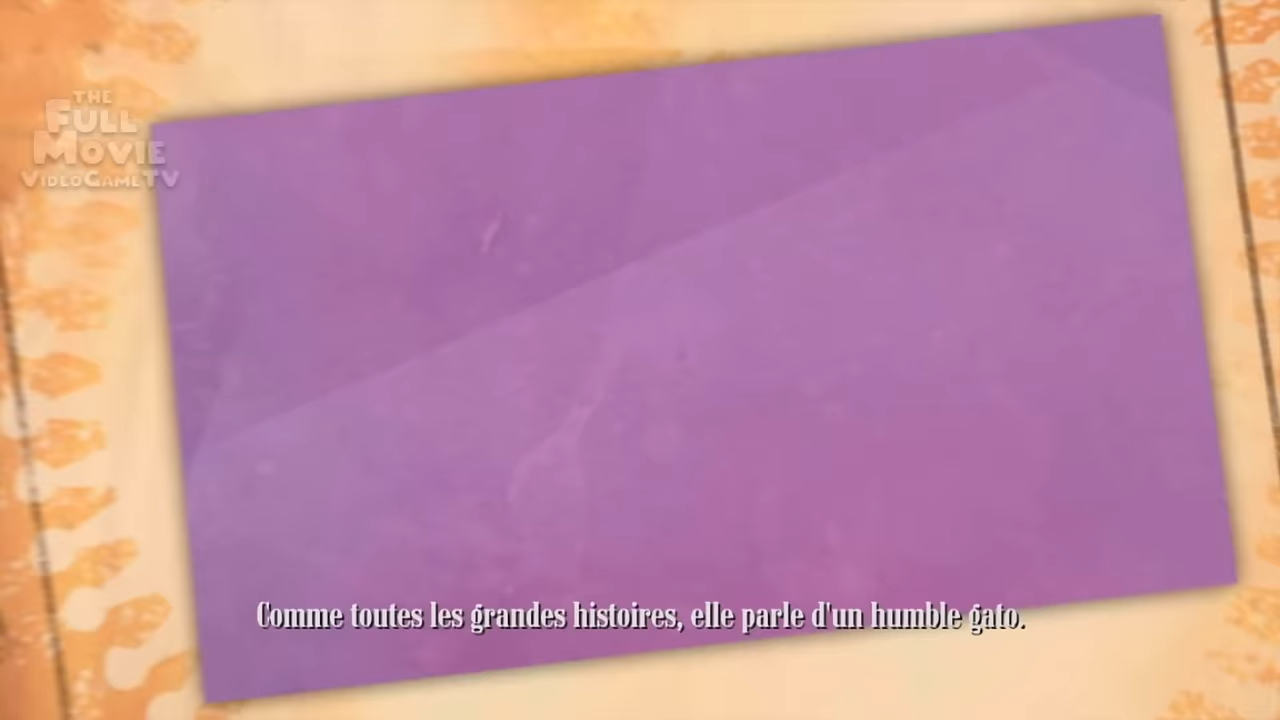 THE
FULL
MOVIE
VIDEOGAMETV
Comme toutes les grandes histoires, elle parle d'un humble gato.